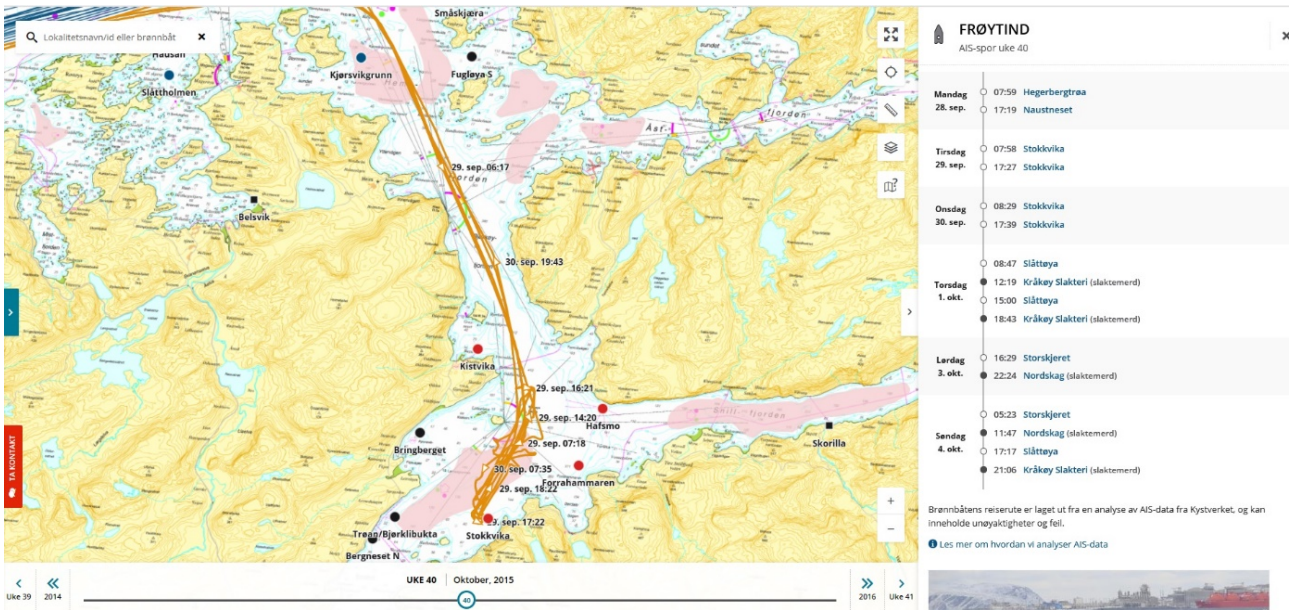 Lokalitetsnavn/id eller brønnbåt
Småskjæra
Hausan
Slåttholmen
Kjørsvikgrunn
Fugløya S
Åst-
fjorden
29. sep. 06:17
Belsvik
30. sep. 19:43
Kistvika
29. sep. 16:21
29. sep. 14:20
Hafsmo
Snill-fjorden
Bringberget
29. sep. 07:18
Skorilla
30. sep. 07:35
Forrahammaren
29. sep. 18:22
29. sep. 17:22
Trøan/Bjørklibukta
Stokkvika
Bergneset N
TA KONTAKT
+
−
Uke 39
2014
UKE 40 | Oktober, 2015
40
2016
Uke 41
FRØYTIND
AIS-spor uke 40
Mandag
28. sep.
07:59 Hegerbergtrøa
17:19 Naustneset
Tirsdag
29. sep.
07:58 Stokkvika
17:27 Stokkvika
Onsdag
30. sep.
08:29 Stokkvika
17:39 Stokkvika
Torsdag
1. okt.
08:47 Slåttøya
12:19 Kråkøy Slakteri (slaktemerd)
15:00 Slåttøya
18:43 Kråkøy Slakteri (slaktemerd)
Lørdag
3. okt.
16:29 Storskjeret
22:24 Nordskag (slaktemerd)
Søndag
4. okt.
05:23 Storskjeret
11:47 Nordskag (slaktemerd)
17:17 Slåttøya
21:06 Kråkøy Slakteri (slaktemerd)
Brønnbåtens reiserute er laget ut fra en analyse av AIS-data fra Kystverket, og kan
inneholde unøyaktigheter og feil.
Les mer om hvordan vi analyser AIS-data